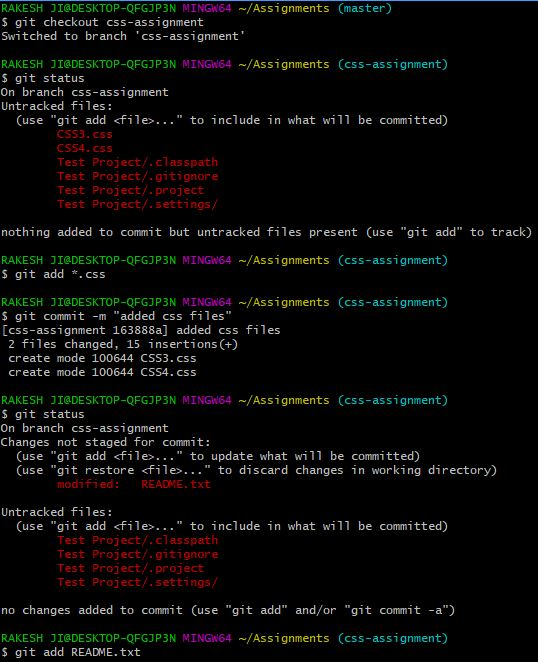 RAKESH JI@DESKTOP-QFGJP3N MINGW64 ~/Assignments (master)
$ git checkout css-assignment
Switched to branch 'css-assignment'
RAKESH JI@DESKTOP-QFGJP3N MINGW64 ~/Assignments (css-assignment)
$ git status
On branch css-assignment
Untracked files:
(use "git add <file>..." to include in what will be committed)
CSS3.css
CSS4.css
Test Project/.classpath
Test Project/.gitignore
Test Project/.project
Test Project/.settings/
nothing added to commit but untracked files present (use "git add" to track)
RAKESH JI@DESKTOP-QFGJP3N MINGW64 ~/Assignments (css-assignment)
$ git add *.css
RAKESH JI@DESKTOP-QFGJP3N MINGW64 ~/Assignments (css-assignment)
$ git commit -m "added css files"
[css-assignment 163888a] added css files
2 files changed, 15 insertions(+)
create mode 100644 CSS3.css
create mode 100644 CSS4.css
RAKESH JI@DESKTOP-QFGJP3N MINGW64 ~/Assignments (css-assignment)
$ git status
On branch css-assignment
Changes not staged for commit:
(use "git add <file>..." to update what will be committed)
(use "git restore <file>..." to discard changes in working directory)
modified:   README.txt
Untracked files:
(use "git add <file>..." to include in what will be committed)
Test Project/.classpath
Test Project/.gitignore
Test Project/.project
Test Project/.settings/
no changes added to commit (use "git add" and/or "git commit -a")
RAKESH JI@DESKTOP-QFGJP3N MINGW64 ~/Assignments (css-assignment)
$ git add README.txt